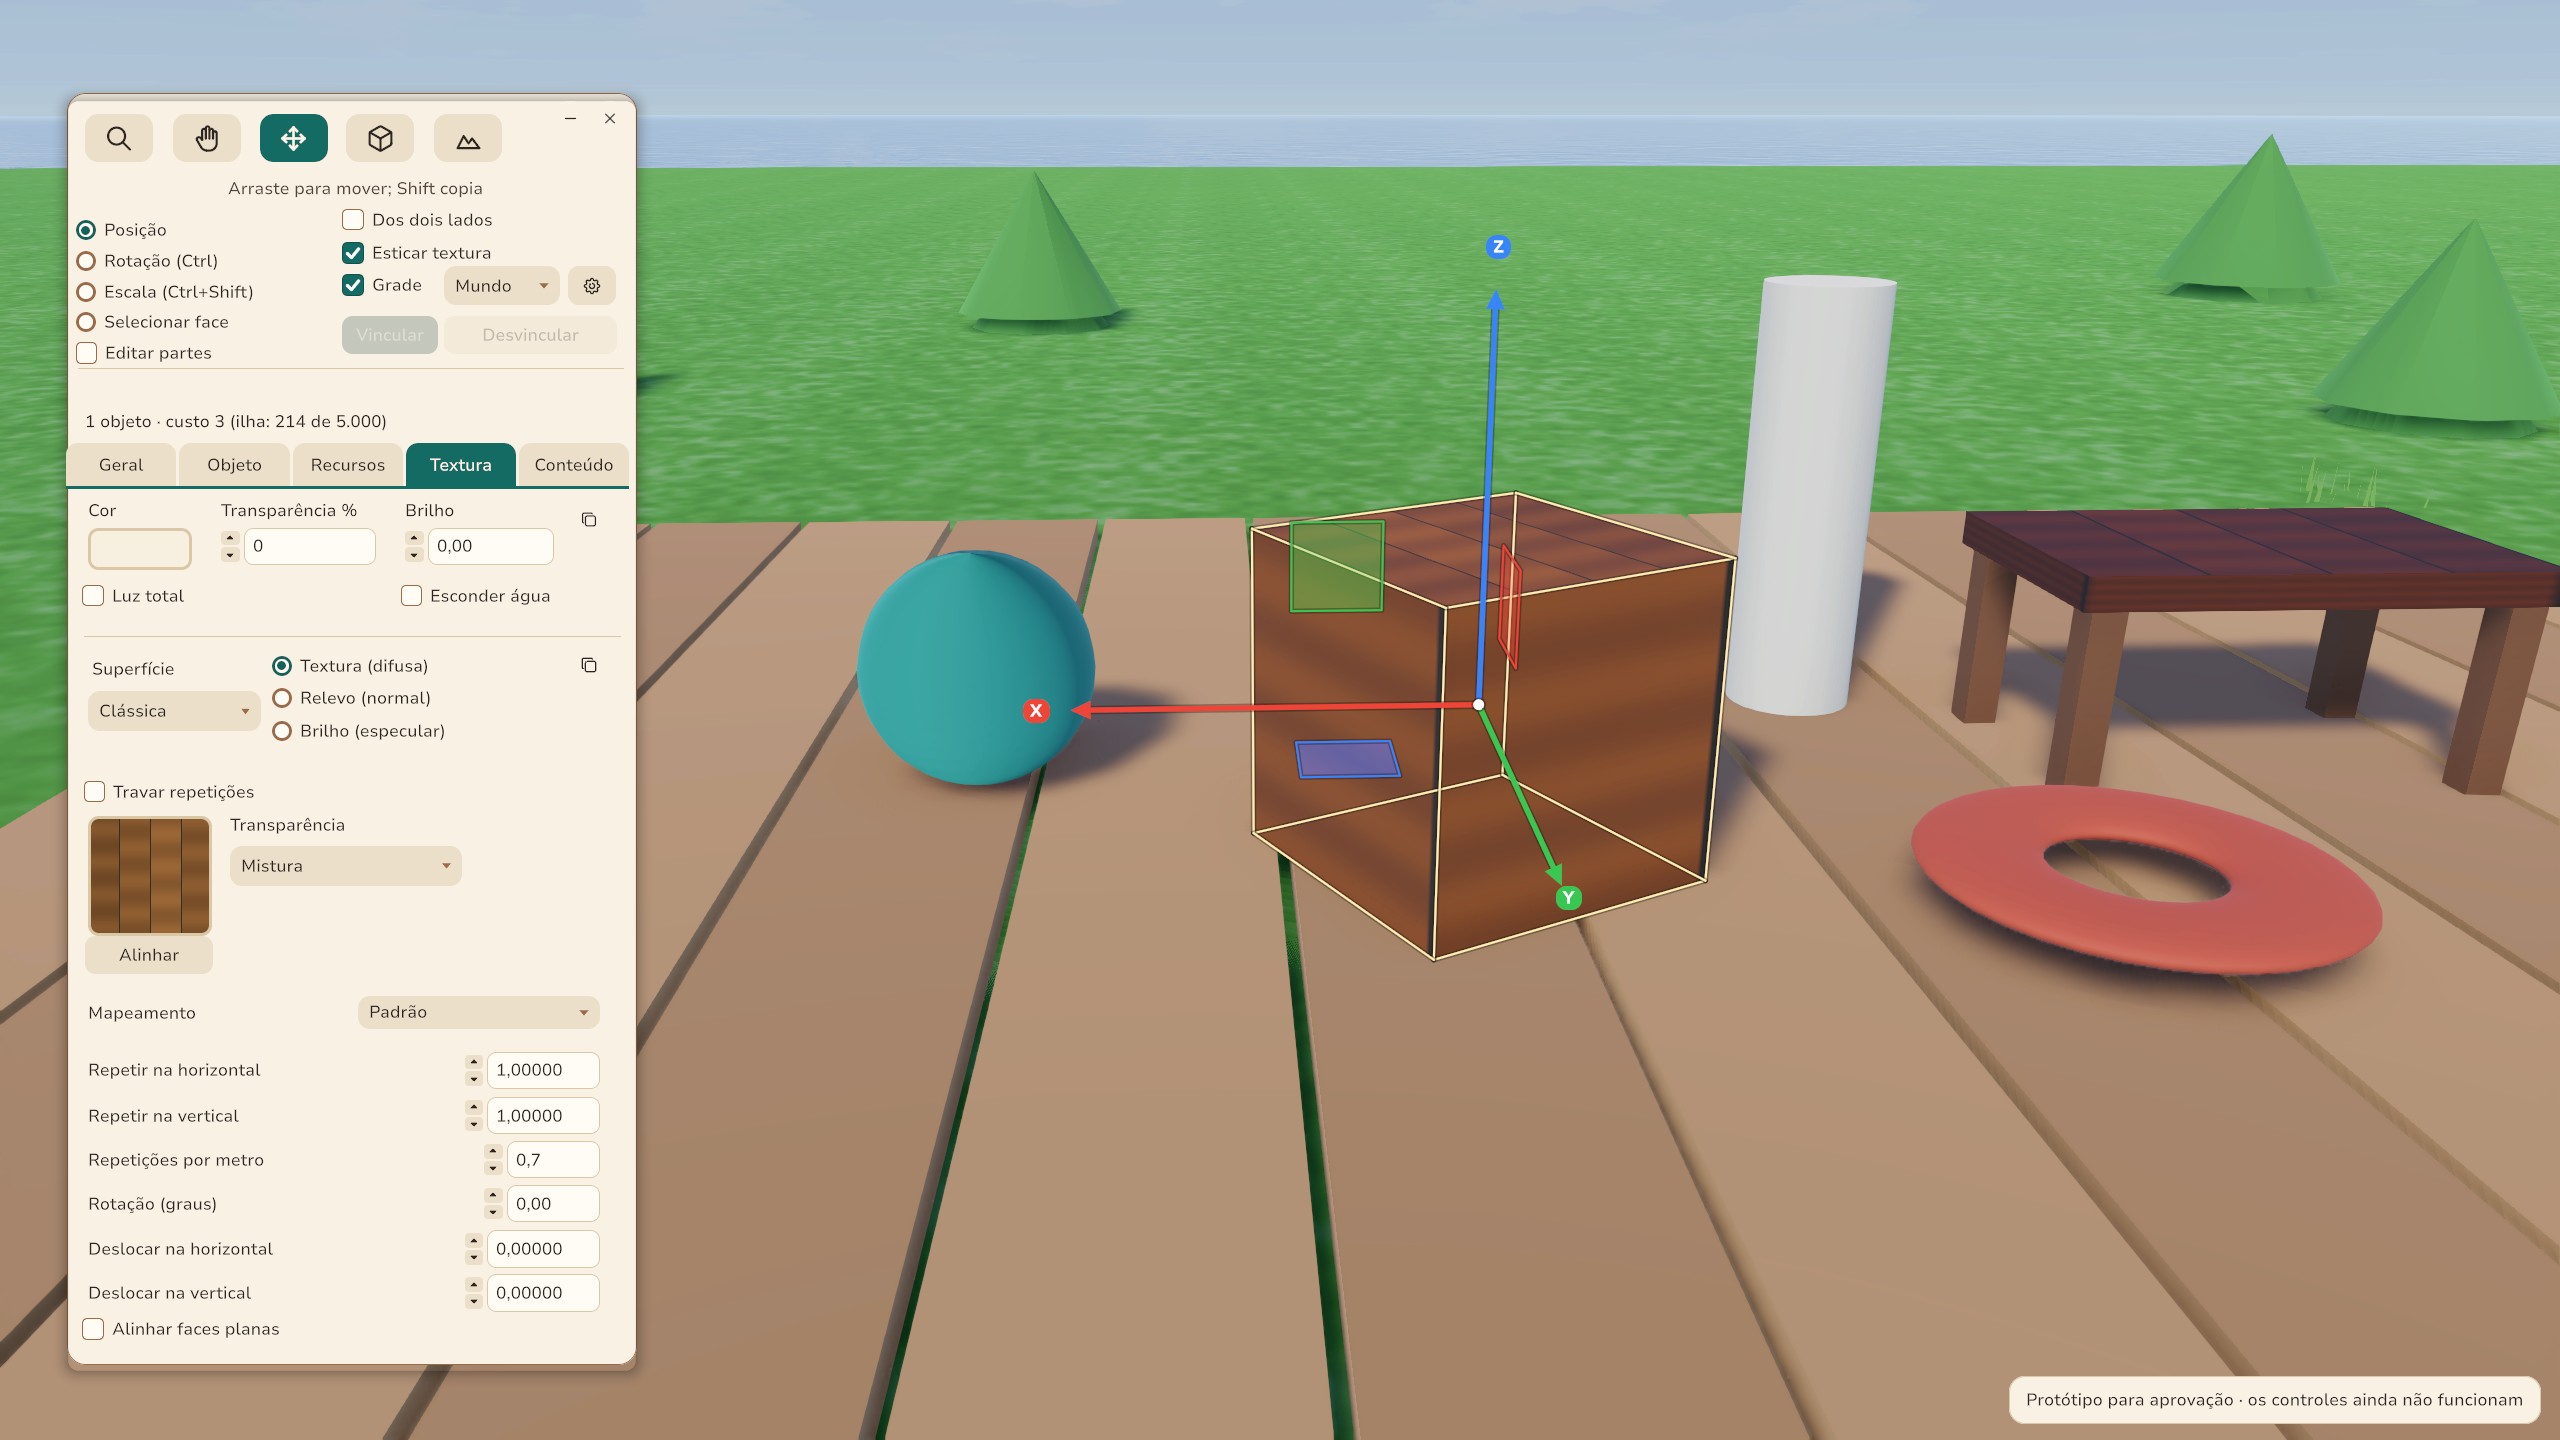 Arraste para mover; Shift copia
Posição
Rotação (Ctrl)
Escala (Ctrl+Shift)
Selecionar face
Editar partes
Dos dois lados
Esticar textura
Grade
Mundo
Vincular
Desvincular
1 objeto · custo 3 (ilha: 214 de 5.000)
Geral
Objeto
Recursos
Textura
Conteúdo
Cor
Transparência %
Brilho
0
0,00
Luz total
Esconder água
Superfície
Clássica
Textura (difusa)
Relevo (normal)
Brilho (especular)
Travar repetições
Transparência
Mistura
Alinhar
Mapeamento
Padrão
Repetir na horizontal
1,00000
Repetir na vertical
1,00000
Repetições por metro
0,7
Rotação (graus)
0,00
Deslocar na horizontal
0,00000
Deslocar na vertical
0,00000
Alinhar faces planas
Z
X
Y
Protótipo para aprovação · os controles ainda não funcionam